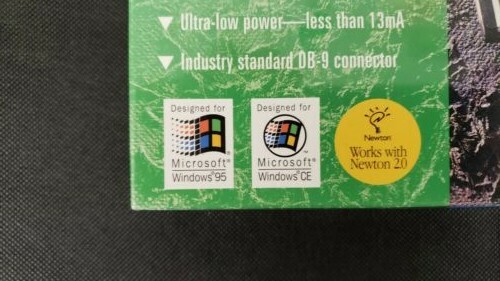 ▼ Ultra-low power—less than 13mA
▼ Industry standard DB-9 connector
Designed for
Microsoft®
Windows®95
Designed for
Microsoft®
Windows®CE
Newton
Works with
Newton 2.0